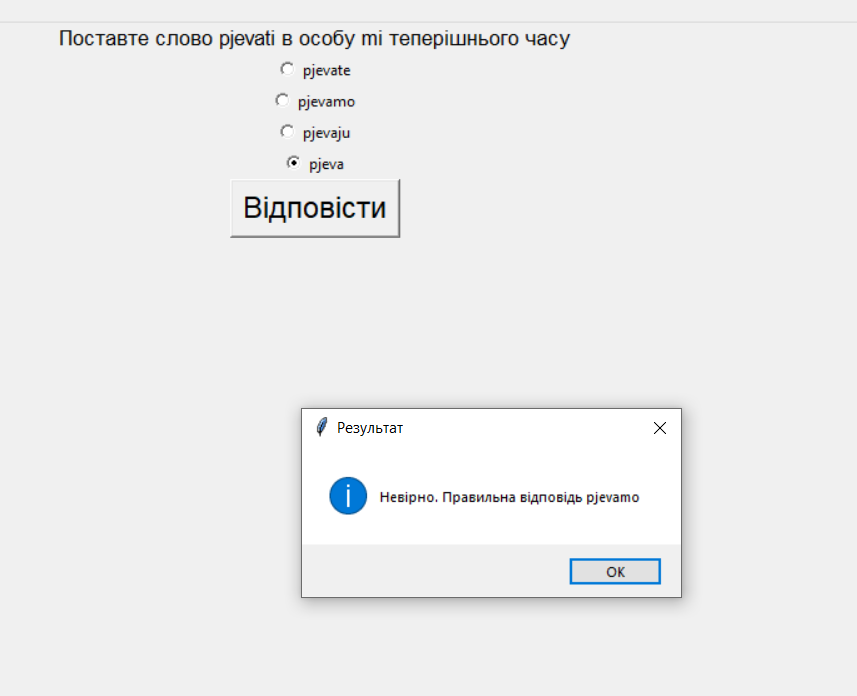 Поставте слово pjevati в особу mi теперішнього часу
pjevate
pjevamo
pjevaju
pjeva
Відповісти
Результат
Невірно. Правильна відповідь pjevamo
OK